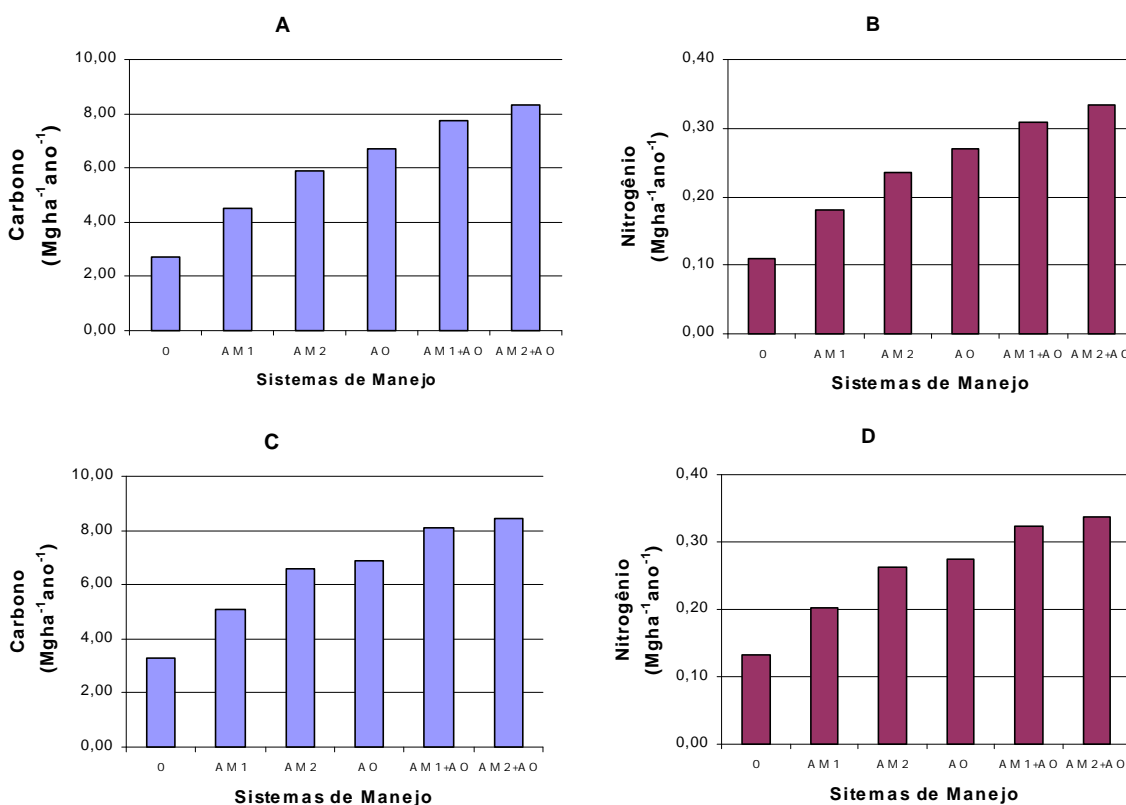 A
10,00
8,00
6,00
4,00
2,00
0,00
Carbono
(Mgha⁻¹ano⁻¹)
0 AM1 AM2 AO AM1+AO AM2+AO
Sistemas de Manejo
B
0,40
0,30
0,20
0,10
0,00
Nitrogênio
(Mgha⁻¹ano⁻¹)
0 AM1 AM2 AO AM1+AO AM2+AO
Sistemas de Manejo
C
10,00
8,00
6,00
4,00
2,00
0,00
Carbono
(Mgha⁻¹ano⁻¹)
0 AM1 AM2 AO AM1+AO AM2+AO
Sistemas de Manejo
D
0,40
0,30
0,20
0,10
0,00
Nitrogênio
(Mgha⁻¹ano⁻¹)
0 AM1 AM2 AO AM1+AO AM2+AO
Sitemas de Manejo